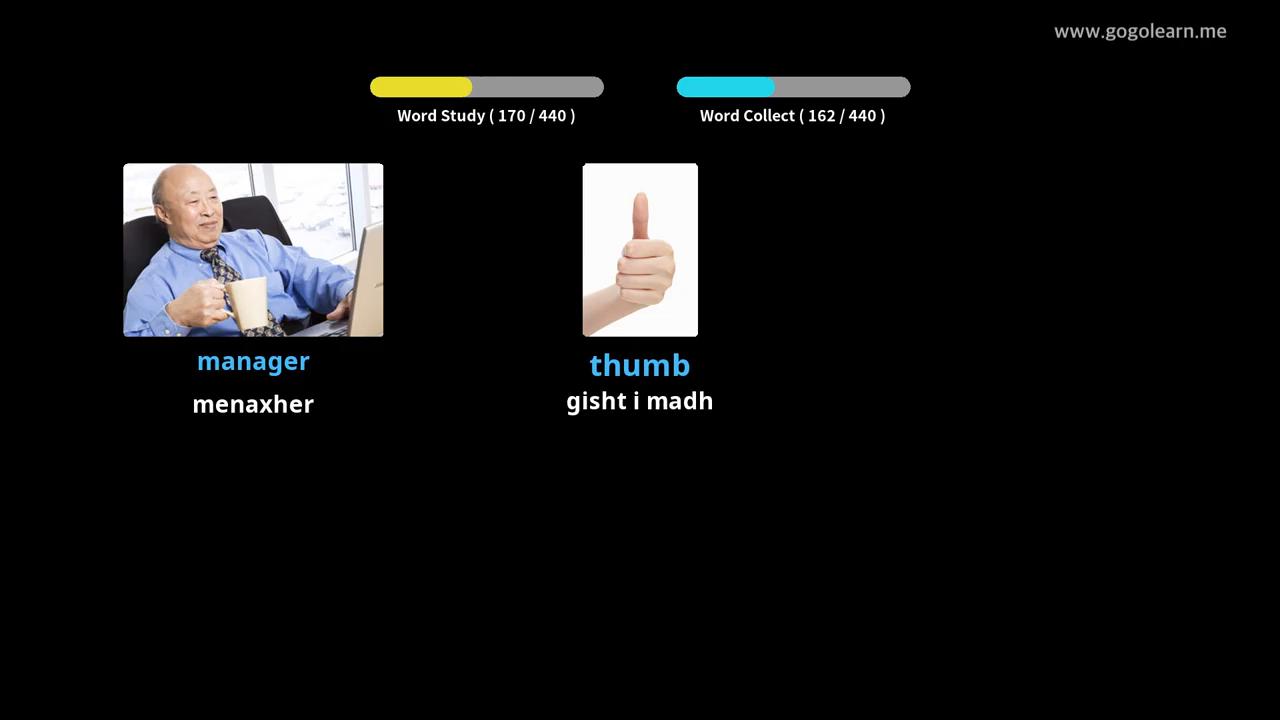 www.gogolearn.me
Word Study ( 170 / 440 )
Word Collect ( 162 / 440 )
manager
menaxher
thumb
gisht i madh